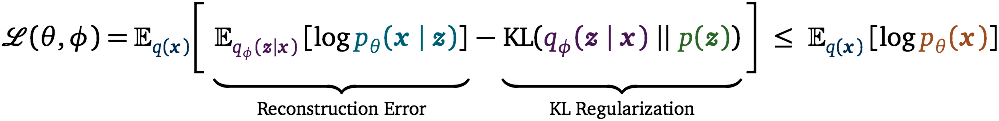 ℒ(θ, ϕ) = 𝔼_{q(x)}[ 𝔼_{q_ϕ(z|x)}[log p_θ(x | z)] − KL(q_ϕ(z | x) || p(z)) ] ≤ 𝔼_{q(x)}[log p_θ(x)]
Reconstruction Error KL Regularization